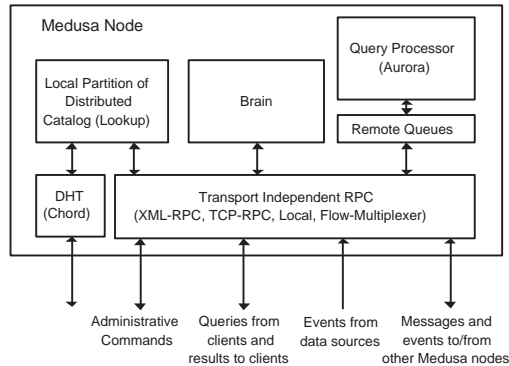 Medusa Node
Query Processor
(Aurora)
Local Partition of
Distributed
Catalog (Lookup)
Brain
Remote Queues
DHT
(Chord)
Transport Independent RPC
(XML-RPC, TCP-RPC, Local, Flow-Multiplexer)
Administrative
Commands
Queries from
clients and
results to clients
Events from
data sources
Messages and
events to/from
other Medusa nodes